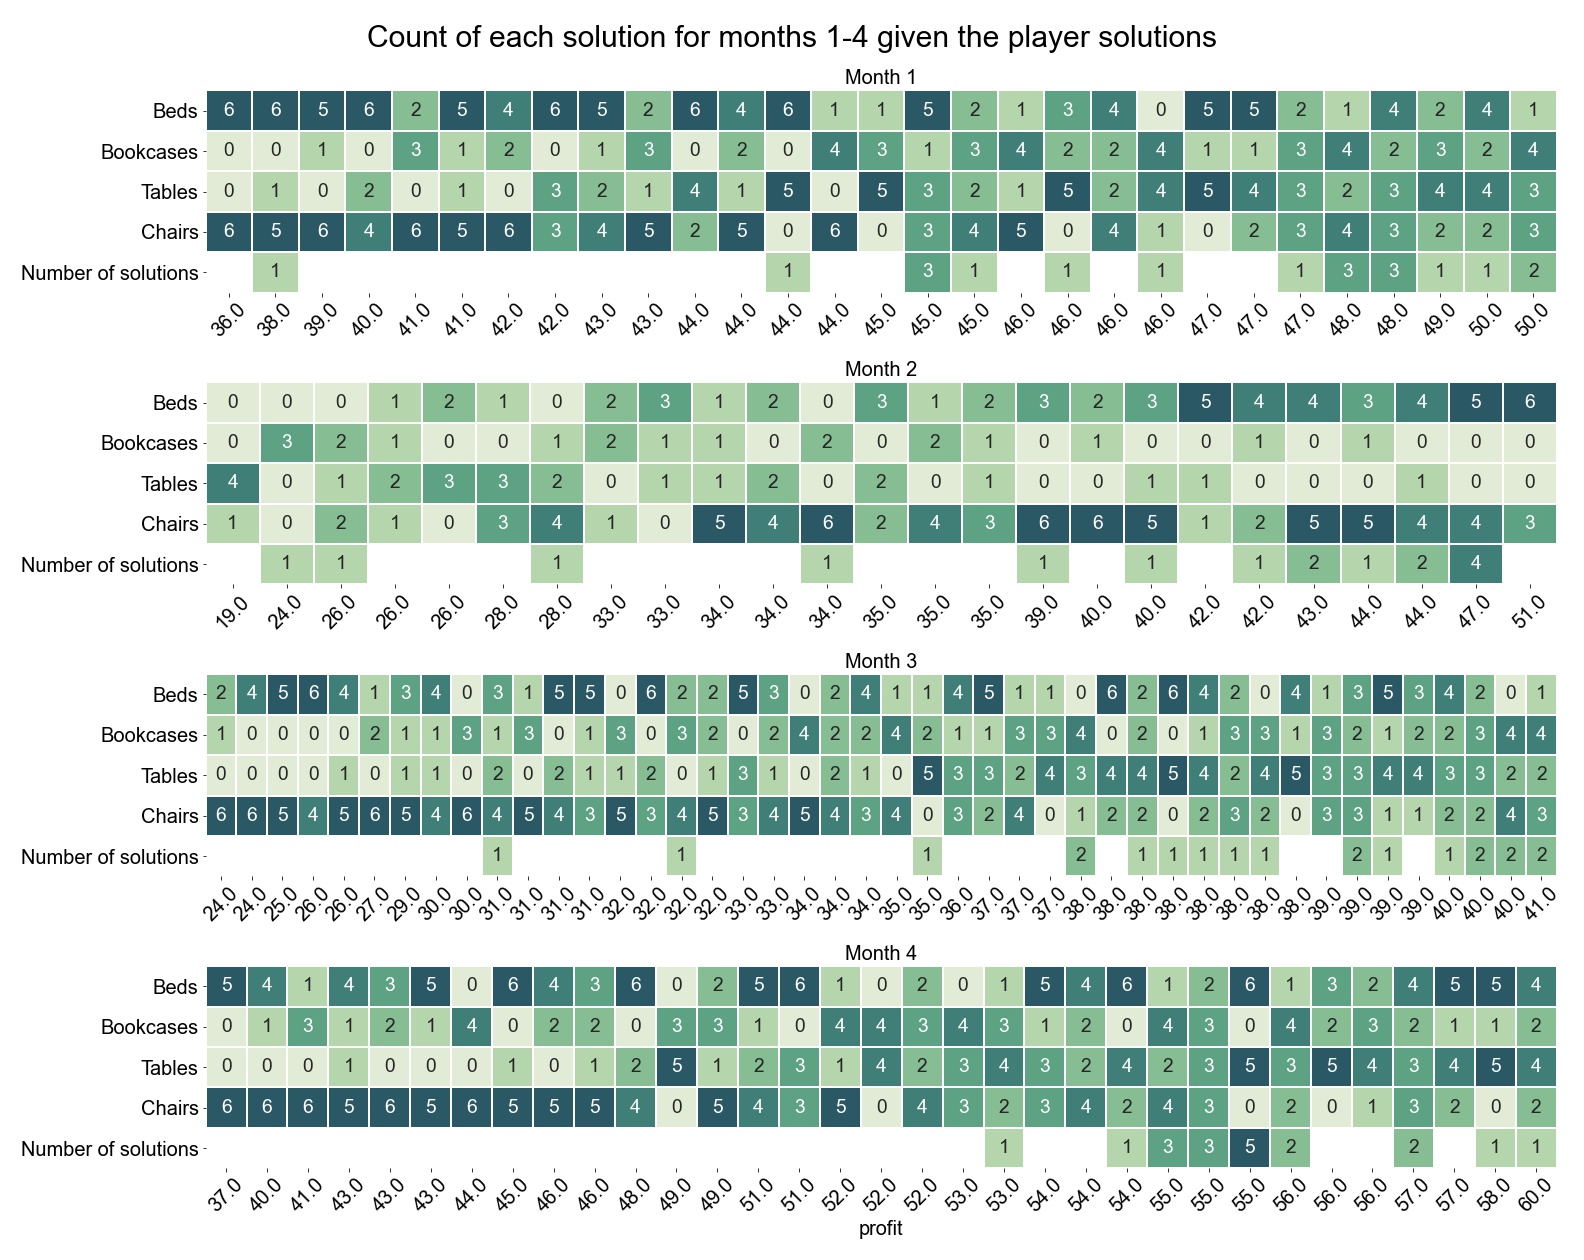 Count of each solution for months 1-4 given the player solutions
Month 1
Beds 6 6 5 6 2 5 4 6 5 2 6 4 6 1 1 5 2 1 3 4 0 5 5 2 1 4 2 4 1
Bookcases 0 0 1 0 3 1 2 0 1 3 0 2 0 4 3 1 3 4 2 2 4 1 1 3 4 2 3 2 4
Tables 0 1 0 2 0 1 0 3 2 1 4 1 5 0 5 3 2 1 5 2 4 5 4 3 2 3 4 4 3
Chairs 6 5 6 4 6 5 6 3 4 5 2 5 0 6 0 3 4 5 0 4 1 0 2 3 4 3 2 2 3
Number of solutions 1 1 3 1 1 1 1 3 3 1 1 2
36.0 38.0 39.0 40.0 41.0 41.0 42.0 42.0 43.0 43.0 44.0 44.0 44.0 44.0 45.0 45.0 45.0 46.0 46.0 46.0 46.0 47.0 47.0 47.0 48.0 48.0 49.0 50.0 50.0
Month 2
Beds 0 0 0 1 2 1 0 2 3 1 2 0 3 1 2 3 2 3 5 4 4 3 4 5 6
Bookcases 0 3 2 1 0 0 1 2 1 1 0 2 0 2 1 0 1 0 0 1 0 1 0 0 0
Tables 4 0 1 2 3 3 2 0 1 1 2 0 2 0 1 0 0 1 1 0 0 0 1 0 0
Chairs 1 0 2 1 0 3 4 1 0 5 4 6 2 4 3 6 6 5 1 2 5 5 4 4 3
Number of solutions 1 1 1 1 1 1 1 2 1 2 4
19.0 24.0 26.0 26.0 26.0 28.0 28.0 33.0 33.0 34.0 34.0 34.0 35.0 35.0 35.0 39.0 40.0 40.0 42.0 42.0 43.0 44.0 44.0 47.0 51.0
Month 3
Beds 2 4 5 6 4 1 3 4 0 3 1 5 5 0 6 2 2 5 3 0 2 4 1 1 4 5 1 1 0 6 2 6 4 2 0 4 1 3 5 3 4 2 0 1
Bookcases 1 0 0 0 0 2 1 1 3 1 3 0 1 3 0 3 2 0 2 4 2 2 4 2 1 1 3 3 4 0 2 0 1 3 3 1 3 2 1 2 2 3 4 4
Tables 0 0 0 0 1 0 1 1 0 2 0 2 1 1 2 0 1 3 1 0 2 1 0 5 3 3 2 4 3 4 4 5 4 2 4 5 3 3 4 4 3 3 2 2
Chairs 6 6 5 4 5 6 5 4 6 4 5 4 3 5 3 4 5 3 4 5 4 3 4 0 3 2 4 0 1 2 2 0 2 3 2 0 3 3 1 1 2 2 4 3
Number of solutions 1 1 1 2 1 1 1 1 1 2 1 1 2 2 2
24.0 24.0 25.0 26.0 26.0 27.0 29.0 30.0 30.0 31.0 31.0 31.0 31.0 32.0 32.0 32.0 32.0 33.0 33.0 34.0 34.0 34.0 35.0 35.0 36.0 37.0 37.0 37.0 38.0 38.0 38.0 38.0 38.0 38.0 38.0 38.0 39.0 39.0 39.0 39.0 40.0 40.0 40.0 41.0
Month 4
Beds 5 4 1 4 3 5 0 6 4 3 6 0 2 5 6 1 0 2 0 1 5 4 6 1 2 6 1 3 2 4 5 5 4
Bookcases 0 1 3 1 2 1 4 0 2 2 0 3 3 1 0 4 4 3 4 3 1 2 0 4 3 0 4 2 3 2 1 1 2
Tables 0 0 0 1 0 0 0 1 0 1 2 5 1 2 3 1 4 2 3 4 3 2 4 2 3 5 3 5 4 3 4 5 4
Chairs 6 6 6 5 6 5 6 5 5 5 4 0 5 4 3 5 0 4 3 2 3 4 2 4 3 0 2 0 1 3 2 0 2
Number of solutions 1 1 3 3 5 2 2 1 1
37.0 40.0 41.0 43.0 43.0 43.0 44.0 45.0 46.0 46.0 48.0 49.0 49.0 51.0 51.0 52.0 52.0 52.0 53.0 53.0 54.0 54.0 54.0 55.0 55.0 55.0 56.0 56.0 56.0 57.0 57.0 58.0 60.0
profit